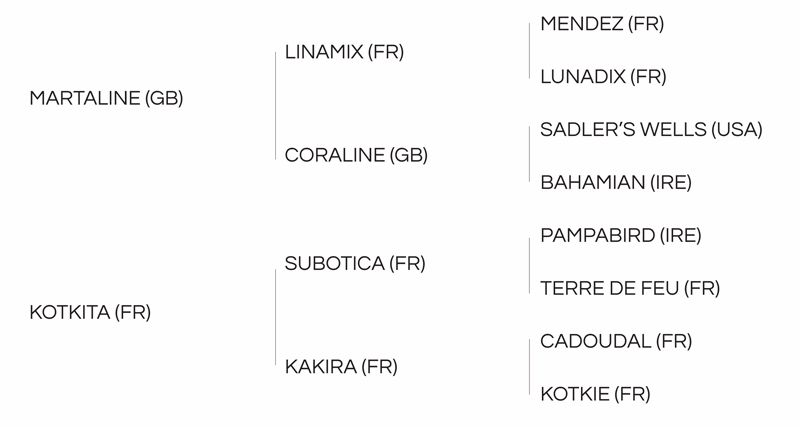 MENDEZ (FR)
LINAMIX (FR)
LUNADIX (FR)
MARTALINE (GB)
SADLER’S WELLS (USA)
CORALINE (GB)
BAHAMIAN (IRE)
PAMPABIRD (IRE)
SUBOTICA (FR)
TERRE DE FEU (FR)
KOTKITA (FR)
CADOUDAL (FR)
KAKIRA (FR)
KOTKIE (FR)